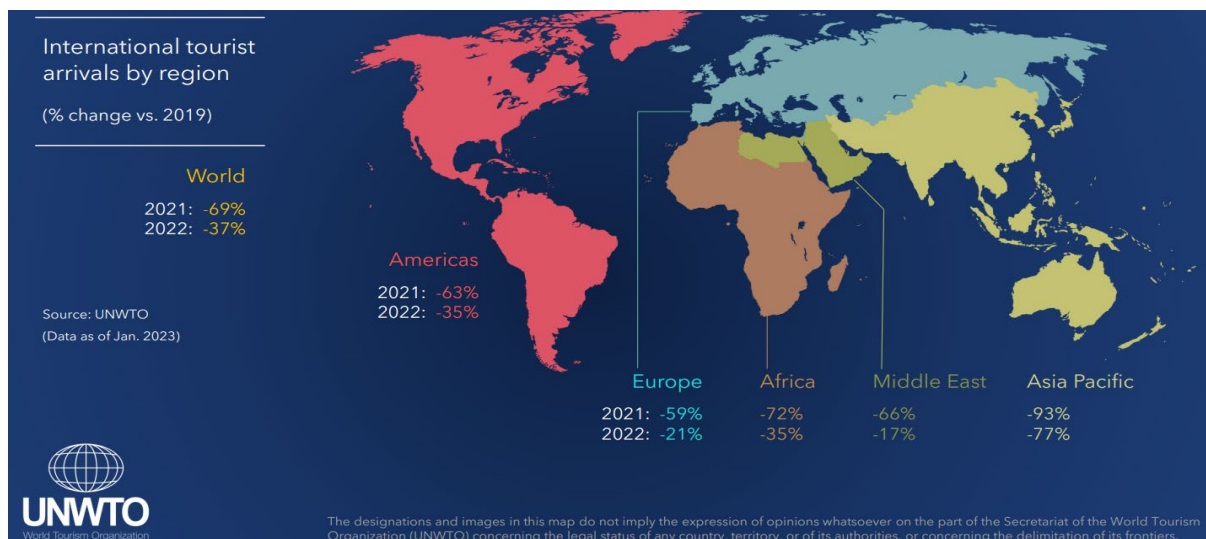 International tourist
arrivals by region
(% change vs. 2019)
World
2021: -69%
2022: -37%
Americas
2021: -63%
2022: -35%
Source: UNWTO
(Data as of Jan. 2023)
Europe Africa Middle East Asia Pacific
2021: -59% -72% -66% -93%
2022: -21% -35% -17% -77%
UNWTO
World Tourism Organization
The designations and images in this map do not imply the expression of opinions whatsoever on the part of the Secretariat of the World Tourism
Organization (UNWTO) concerning the legal status of any country, territory, or of its authorities, or concerning the delimitation of its frontiers.